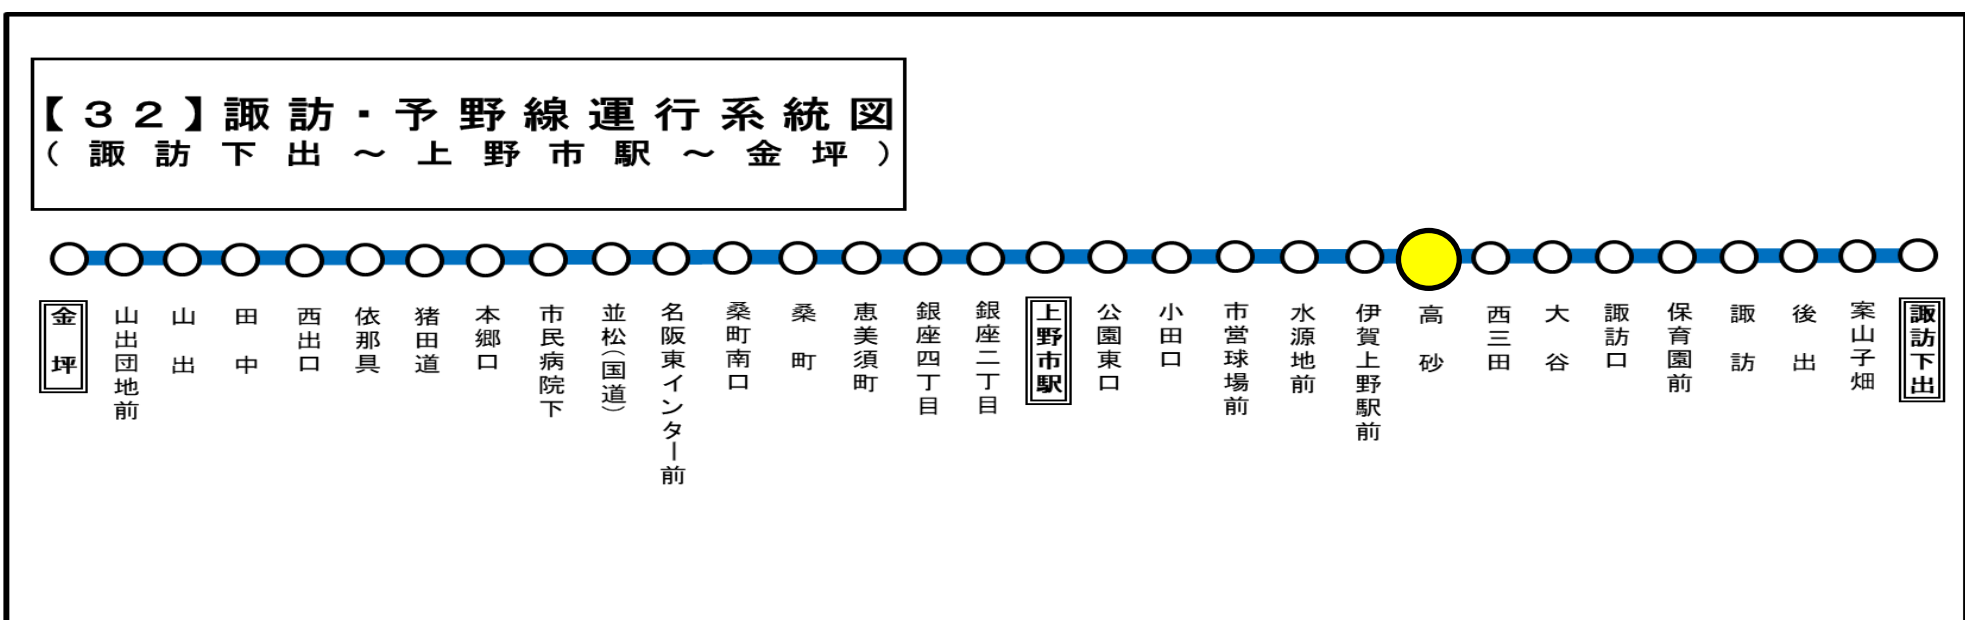 【32】諏訪・予野線運行系統図
(諏訪下出～上野市駅～金坪)
金坪
山出団地前
山出
田中
西出口
依那具
猪田道
本郷口
市民病院下
並松(国道)
名阪東インター前
桑町南口
桑町
恵美須町
銀座四丁目
銀座二丁目
上野市駅
公園東口
小田口
市営球場前
水源地前
伊賀上野駅前
高砂
西三田
大谷
諏訪口
保育園前
諏訪
後出
案山子畑
諏訪下出